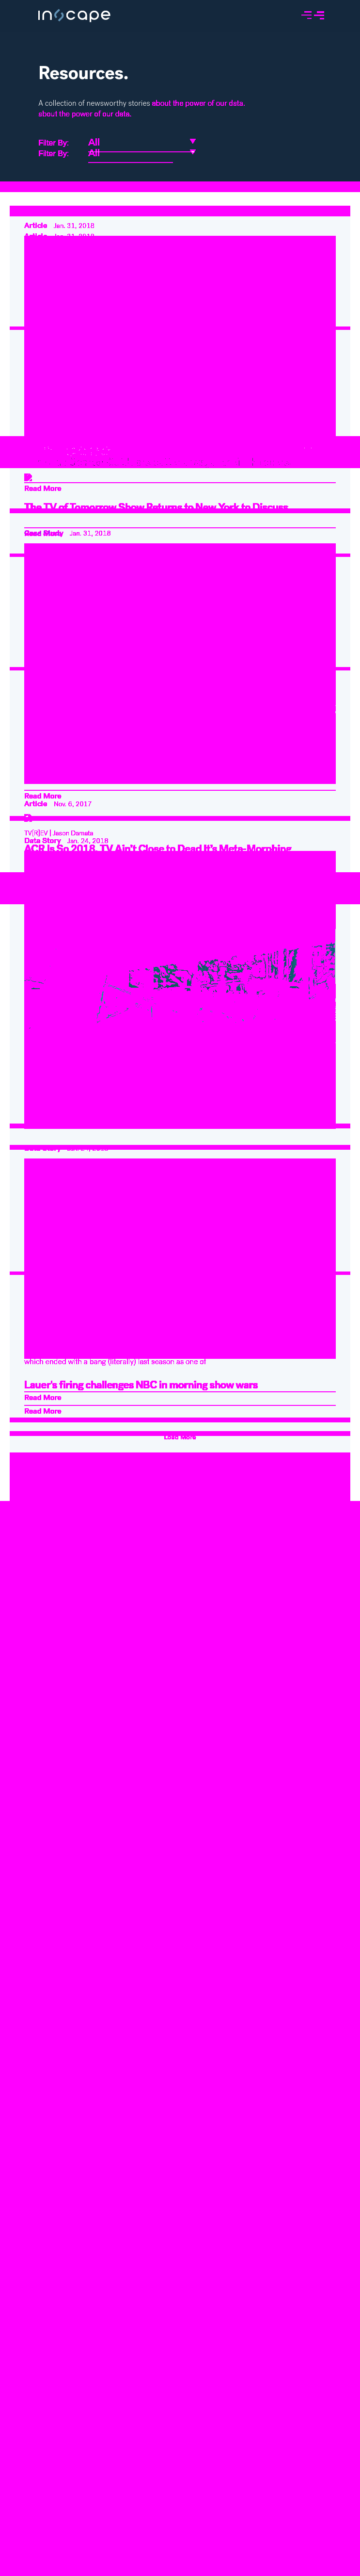 inscape
Resources.
A collection of newsworthy stories about the power of our data.
about the power of our data.
Filter By: All
Filter By: All
Article Jan. 31, 2018
Article Jan. 31, 2018
Read More
The TV of Tomorrow Show Returns to New York to Discuss
Jan. 31, 2018
Read More
Article Nov. 6, 2017
TV[R]EV | Jason Damata
Data Story Jan. 24, 2018
ACR Is So 2018. TV Ain't Close to Dead It's Meta-Morphing
which ended with a bang (literally) last season as one of
Lauer's firing challenges NBC in morning show wars
Read More
Read More
Load More